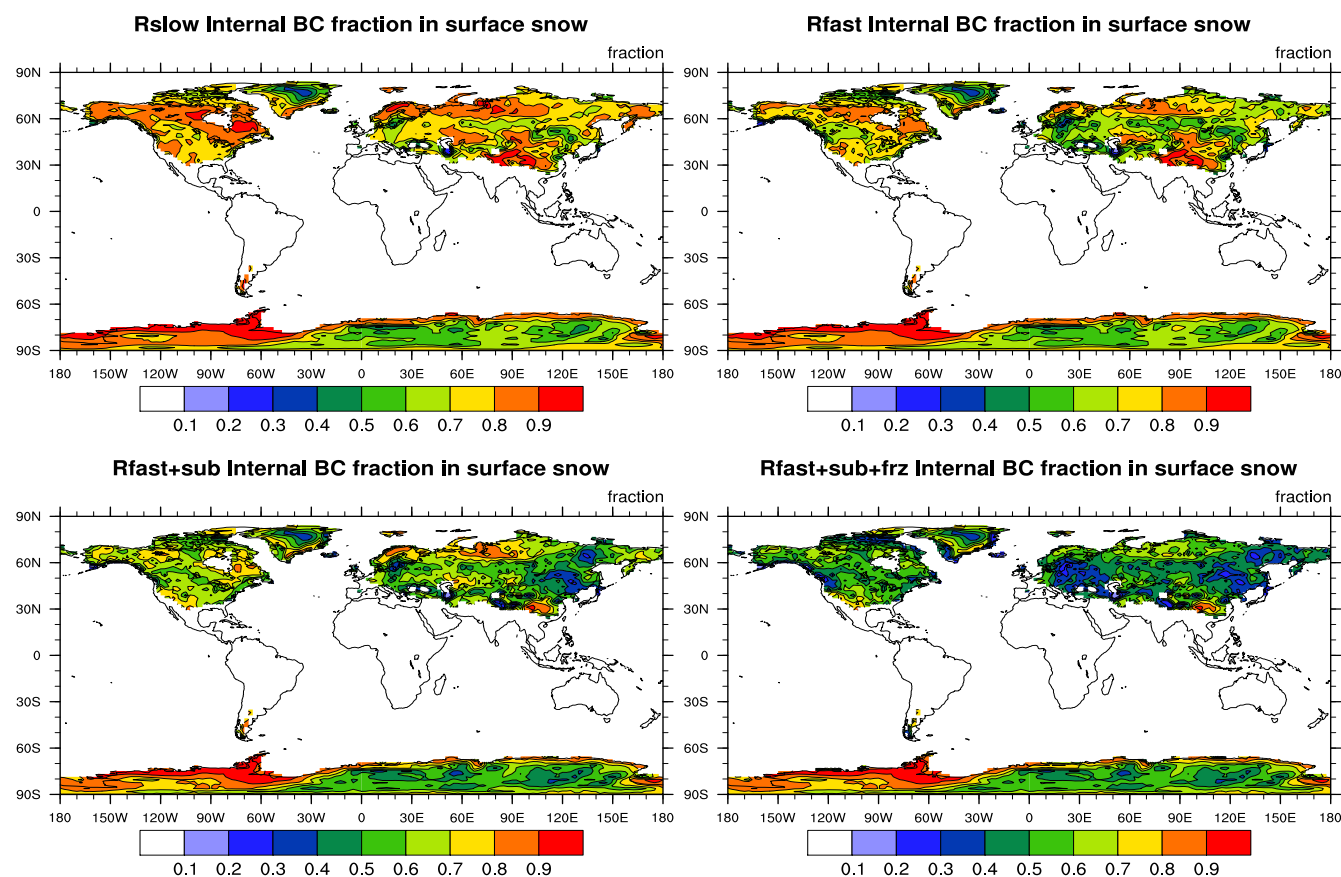 Rslow Internal BC fraction in surface snow
fraction
90N
60N
30N
0
30S
60S
90S
180 150W 120W 90W 60W 30W 0 30E 60E 90E 120E 150E 180
0.1 0.2 0.3 0.4 0.5 0.6 0.7 0.8 0.9
Rfast Internal BC fraction in surface snow
fraction
90N
60N
30N
0
30S
60S
90S
180 150W 120W 90W 60W 30W 0 30E 60E 90E 120E 150E 180
0.1 0.2 0.3 0.4 0.5 0.6 0.7 0.8 0.9
Rfast+sub Internal BC fraction in surface snow
fraction
90N
60N
30N
0
30S
60S
90S
180 150W 120W 90W 60W 30W 0 30E 60E 90E 120E 150E 180
0.1 0.2 0.3 0.4 0.5 0.6 0.7 0.8 0.9
Rfast+sub+frz Internal BC fraction in surface snow
fraction
90N
60N
30N
0
30S
60S
90S
180 150W 120W 90W 60W 30W 0 30E 60E 90E 120E 150E 180
0.1 0.2 0.3 0.4 0.5 0.6 0.7 0.8 0.9